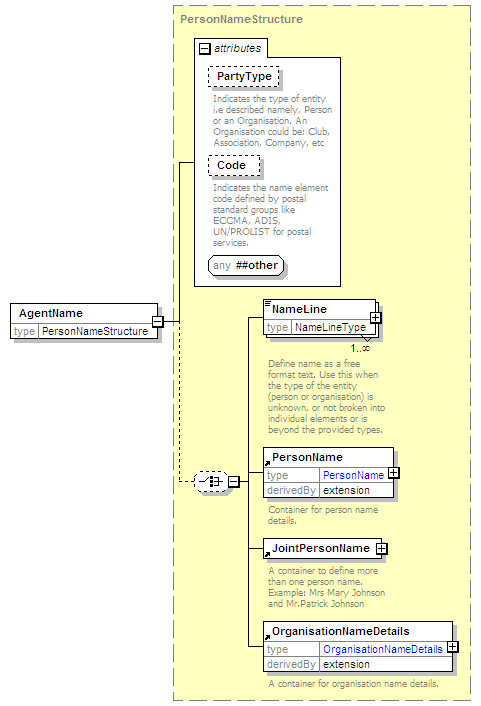 PersonNameStructure
attributes
PartyType
Indicates the type of entity
i.e described namely, Person
or an Organisation. An
Organisation could be: Club,
Association, Company, etc
Code
Indicates the name element
code defined by postal
standard groups like
ECCMA, ADIS,
UN/PROLIST for postal
services.
any ##other
AgentName
type PersonNameStructure
NameLine
type NameLineType
1..∞
Define name as a free
format text. Use this when
the type of the entity
(person or organisation) is
unknown, or not broken into
individual elements or is
beyond the provided types.
PersonName
type PersonName
derivedBy extension
Container for person name
details.
JointPersonName
A container to define more
than one person name.
Example: Mrs Mary Johnson
and Mr.Patrick Johnson
OrganisationNameDetails
type OrganisationNameDetails
derivedBy extension
A container for organisation name details.